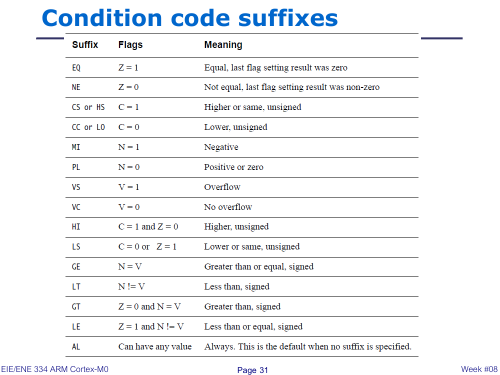 Condition code suffixes
Suffix Flags Meaning
EQ Z = 1 Equal, last flag setting result was zero
NE Z = 0 Not equal, last flag setting result was non-zero
CS or HS C = 1 Higher or same, unsigned
CC or LO C = 0 Lower, unsigned
MI N = 1 Negative
PL N = 0 Positive or zero
VS V = 1 Overflow
VC V = 0 No overflow
HI C = 1 and Z = 0 Higher, unsigned
LS C = 0 or Z = 1 Lower or same, unsigned
GE N = V Greater than or equal, signed
LT N != V Less than, signed
GT Z = 0 and N = V Greater than, signed
LE Z = 1 and N != V Less than or equal, signed
AL Can have any value Always. This is the default when no suffix is specified.
EIE/ENE 334 ARM Cortex-M0 Page 31 Week #08